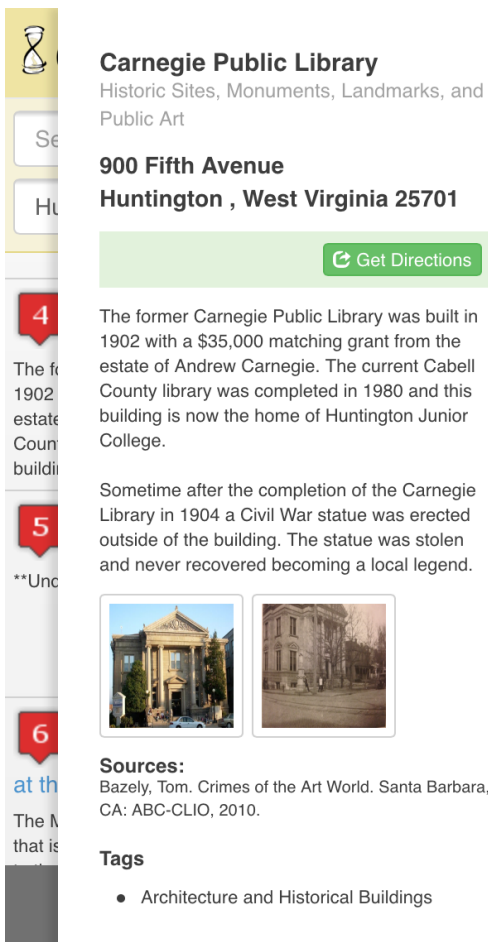 Carnegie Public Library
Historic Sites, Monuments, Landmarks, and
Public Art
900 Fifth Avenue
Huntington , West Virginia 25701
Get Directions
The former Carnegie Public Library was built in
1902 with a $35,000 matching grant from the
estate of Andrew Carnegie. The current Cabell
County library was completed in 1980 and this
building is now the home of Huntington Junior
College.
Sometime after the completion of the Carnegie
Library in 1904 a Civil War statue was erected
outside of the building. The statue was stolen
and never recovered becoming a local legend.
Sources:
Bazely, Tom. Crimes of the Art World. Santa Barbara,
CA: ABC-CLIO, 2010.
Tags
• Architecture and Historical Buildings
Se
Hu
4
The fo
1902
estate
Coun
buildi
5
**Und
6
at th
The M
that is